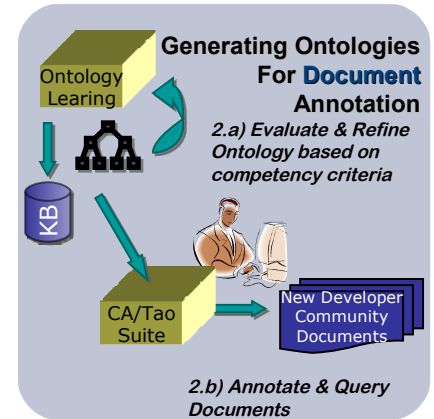 Generating Ontologies
For Document
Annotation
Ontology
Learing
2.a) Evaluate & Refine
Ontology based on
competency criteria
KB
CA/Tao
Suite
New Developer
Community
Documents
2.b) Annotate & Query
Documents